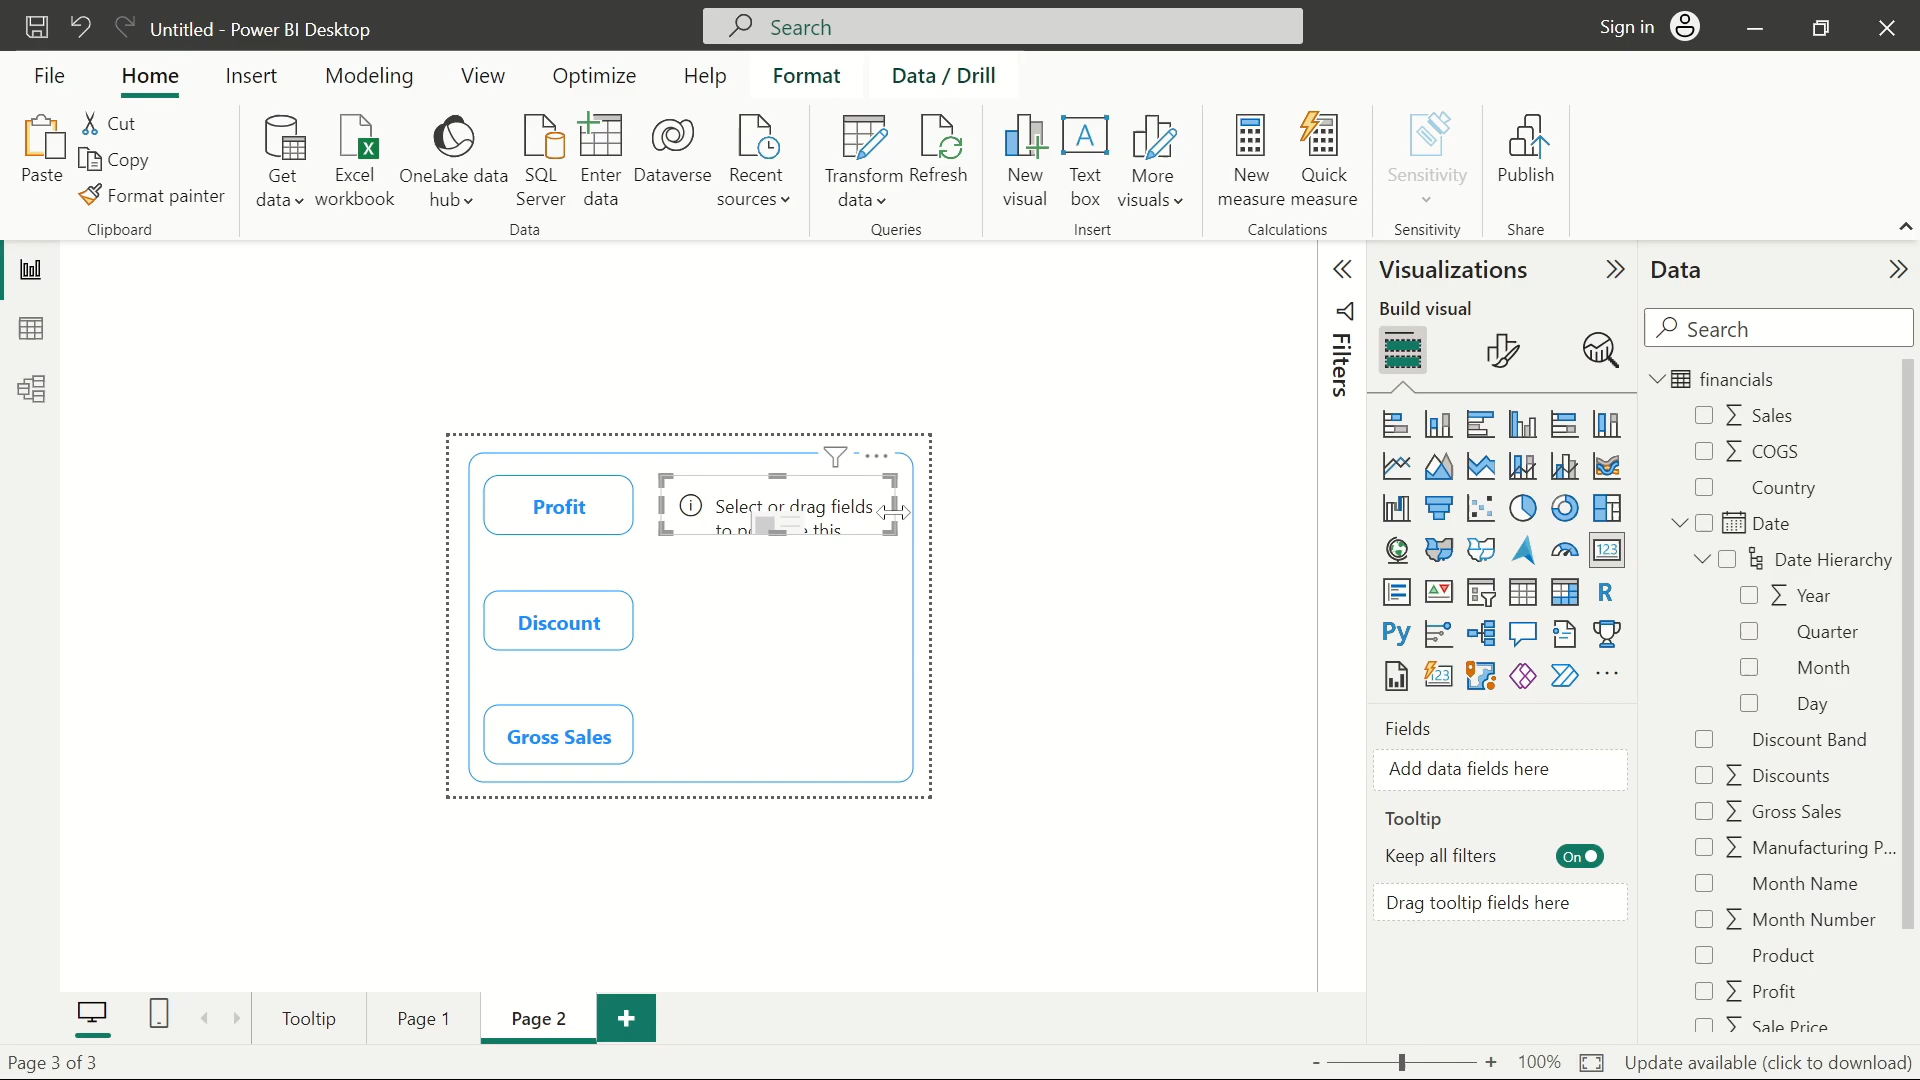 Untitled - Power BI Desktop
Search
Sign in
File Home Insert Modeling View Optimize Help Format Data / Drill
Paste
Cut
Copy
Format painter
Clipboard
Get data
Excel workbook
OneLake data hub
SQL Server
Enter data
Dataverse
Recent sources
Data
Transform data
Refresh
Queries
New visual
Text box
More visuals
Insert
New measure
Quick measure
Calculations
Sensitivity
Sensitivity
Publish
Share
Profit
Select or drag fields
this
Discount
Gross Sales
Filters
Visualizations
Build visual
123
R
Py
123
Fields
Add data fields here
Tooltip
Keep all filters
On
Drag tooltip fields here
Data
Search
financials
Sales
COGS
Country
Date
Date Hierarchy
Year
Quarter
Month
Day
Discount Band
Discounts
Gross Sales
Manufacturing P...
Month Name
Month Number
Product
Profit
Sale Price
Tooltip
Page 1
Page 2
Page 3 of 3
100%
Update available (click to download)